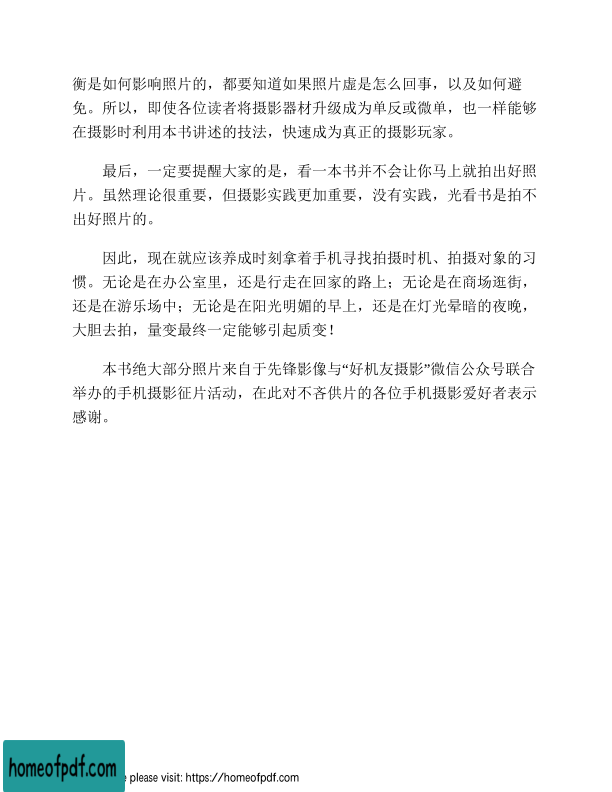 衡是如何影响照片的，都要知道如果照片虚是怎么回事，以及如何避
免。所以，即使各位读者将摄影器材升级成为单反或微单，也一样能够
在摄影时利用本书讲述的技法，快速成为真正的摄影玩家。
最后，一定要提醒大家的是，看一本书并不会让你马上就拍出好照
片。虽然理论很重要，但摄影实践更加重要，没有实践，光看书是拍不
出好照片的。
因此，现在就应该养成时刻拿着手机寻找拍摄时机、拍摄对象的习
惯。无论是在办公室里，还是行走在回家的路上；无论是在商场逛街，
还是在游乐场中；无论是在阳光明媚的早上，还是在灯光晕暗的夜晚，
大胆去拍，量变最终一定能够引起质变！
本书绝大部分照片来自于先锋影像与“好机友摄影”微信公众号联合
举办的手机摄影征片活动，在此对不吝供片的各位手机摄影爱好者表示
感谢。
homeofpdf.com
please visit: https://homeofpdf.com